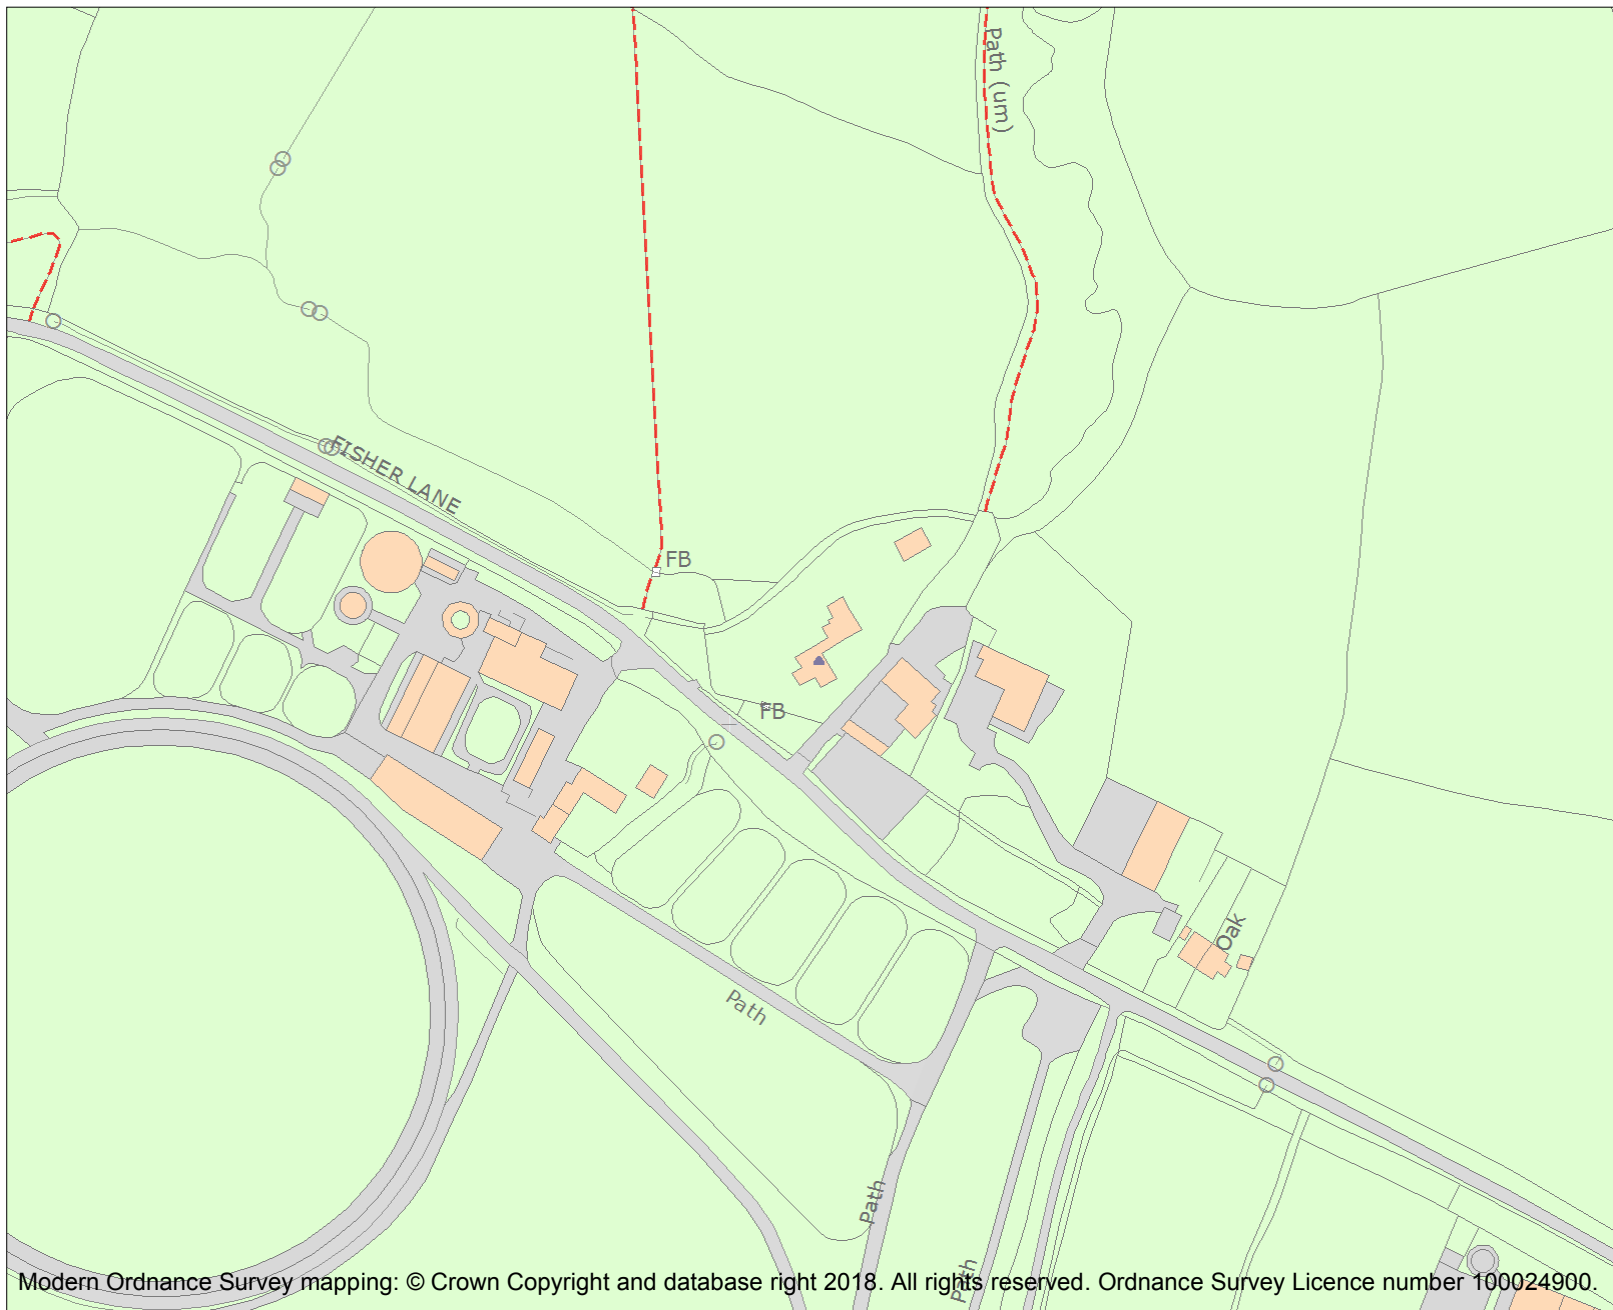 Path (um)
FISHER LANE
FB
FB
Oak
Path
Path
Path
Modern Ordnance Survey mapping: © Crown Copyright and database right 2018. All rights reserved. Ordnance Survey Licence number 100024900.